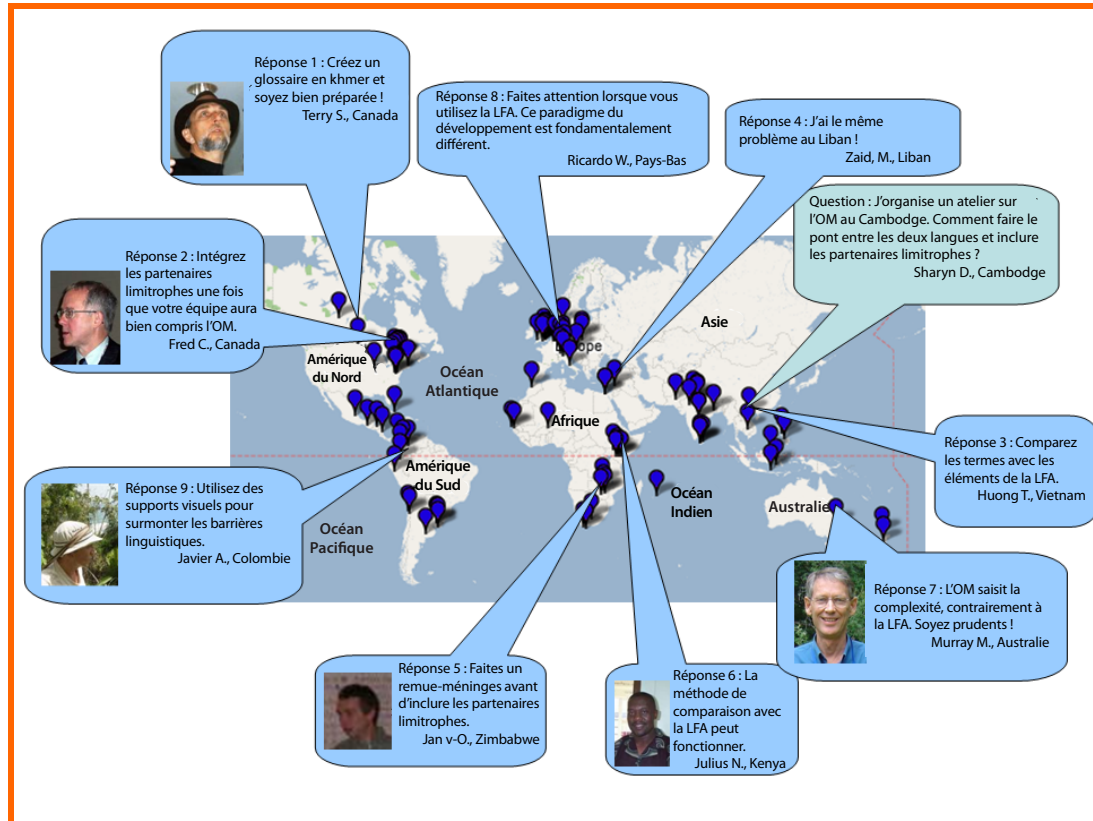 Réponse 1 : Créez un
glossaire en khmer et
soyez bien préparée !
Terry S., Canada
Réponse 8 : Faites attention lorsque vous
utilisez la LFA. Ce paradigme du
développement est fondamentalement
différent.
Ricardo W., Pays-Bas
Réponse 4 : J’ai le même
problème au Liban !
Zaid, M., Liban
Question : J’organise un atelier sur
l’OM au Cambodge. Comment faire le
pont entre les deux langues et inclure
les partenaires limitrophes ?
Sharyn D., Cambodge
Réponse 2 : Intégrez
les partenaires
limitrophes une fois
que votre équipe aura
bien compris l’OM.
Fred C., Canada
Amérique
du Nord
Océan
Atlantique
Europe
Asie
Afrique
Amérique
du Sud
Océan
Indien
Australie
Océan
Pacifique
Réponse 3 : Comparez
les termes avec les
éléments de la LFA.
Huong T., Vietnam
Réponse 9 : Utilisez des
supports visuels pour
surmonter les barrières
linguistiques.
Javier A., Colombie
Réponse 7 : L’OM saisit la
complexité, contrairement à
la LFA. Soyez prudents !
Murray M., Australie
Réponse 5 : Faites un
remue-méninges avant
d’inclure les partenaires
limitrophes.
Jan v-O., Zimbabwe
Réponse 6 : La
méthode de
comparaison avec
la LFA peut
fonctionner.
Julius N., Kenya